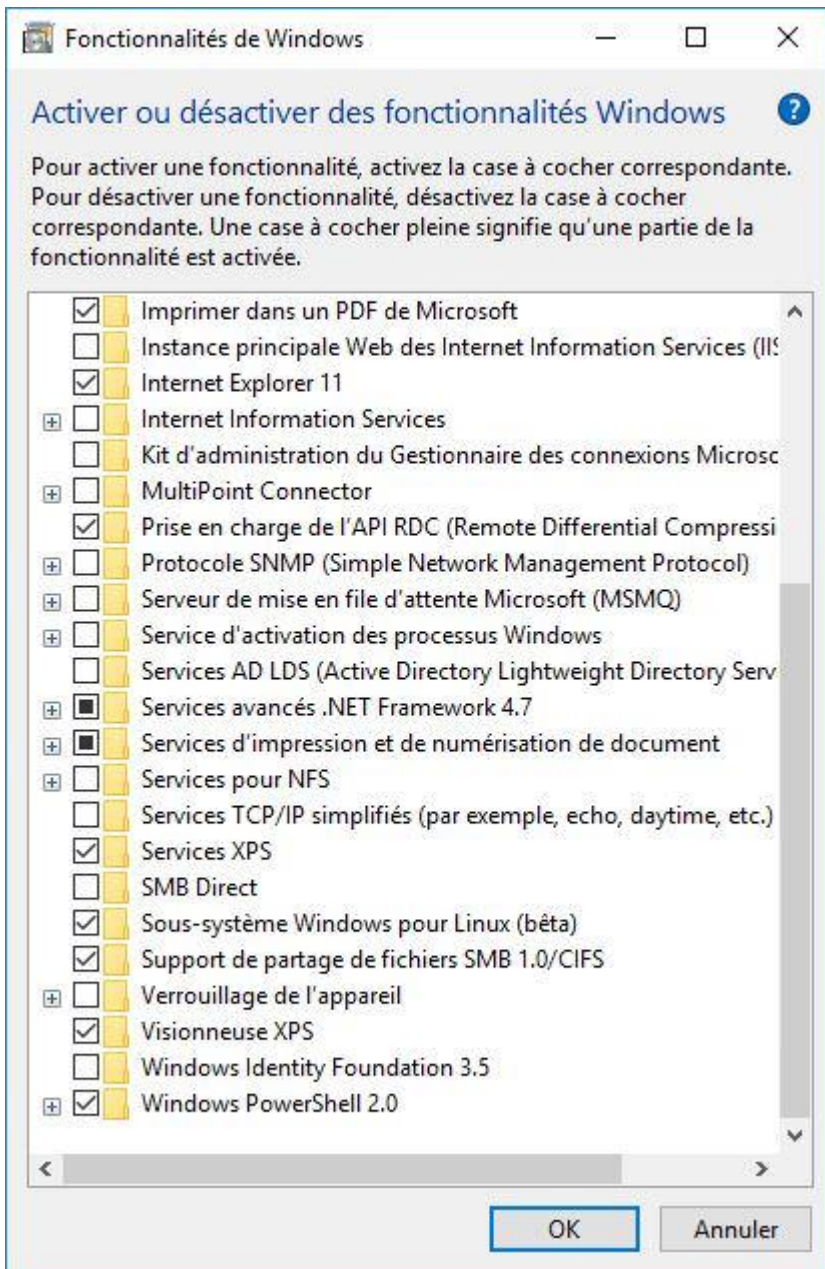 Fonctionnalités de Windows
Activer ou désactiver des fonctionnalités Windows
Pour activer une fonctionnalité, activez la case à cocher correspondante.
Pour désactiver une fonctionnalité, désactivez la case à cocher
correspondante. Une case à cocher pleine signifie qu'une partie de la
fonctionnalité est activée.
Imprimer dans un PDF de Microsoft
Instance principale Web des Internet Information Services (IIS
Internet Explorer 11
Internet Information Services
Kit d'administration du Gestionnaire des connexions Microsc
MultiPoint Connector
Prise en charge de l'API RDC (Remote Differential Compressi
Protocole SNMP (Simple Network Management Protocol)
Serveur de mise en file d'attente Microsoft (MSMQ)
Service d'activation des processus Windows
Services AD LDS (Active Directory Lightweight Directory Serv
Services avancés .NET Framework 4.7
Services d'impression et de numérisation de document
Services pour NFS
Services TCP/IP simplifiés (par exemple, echo, daytime, etc.)
Services XPS
SMB Direct
Sous-système Windows pour Linux (bêta)
Support de partage de fichiers SMB 1.0/CIFS
Verrouillage de l'appareil
Visionneuse XPS
Windows Identity Foundation 3.5
Windows PowerShell 2.0
OK
Annuler